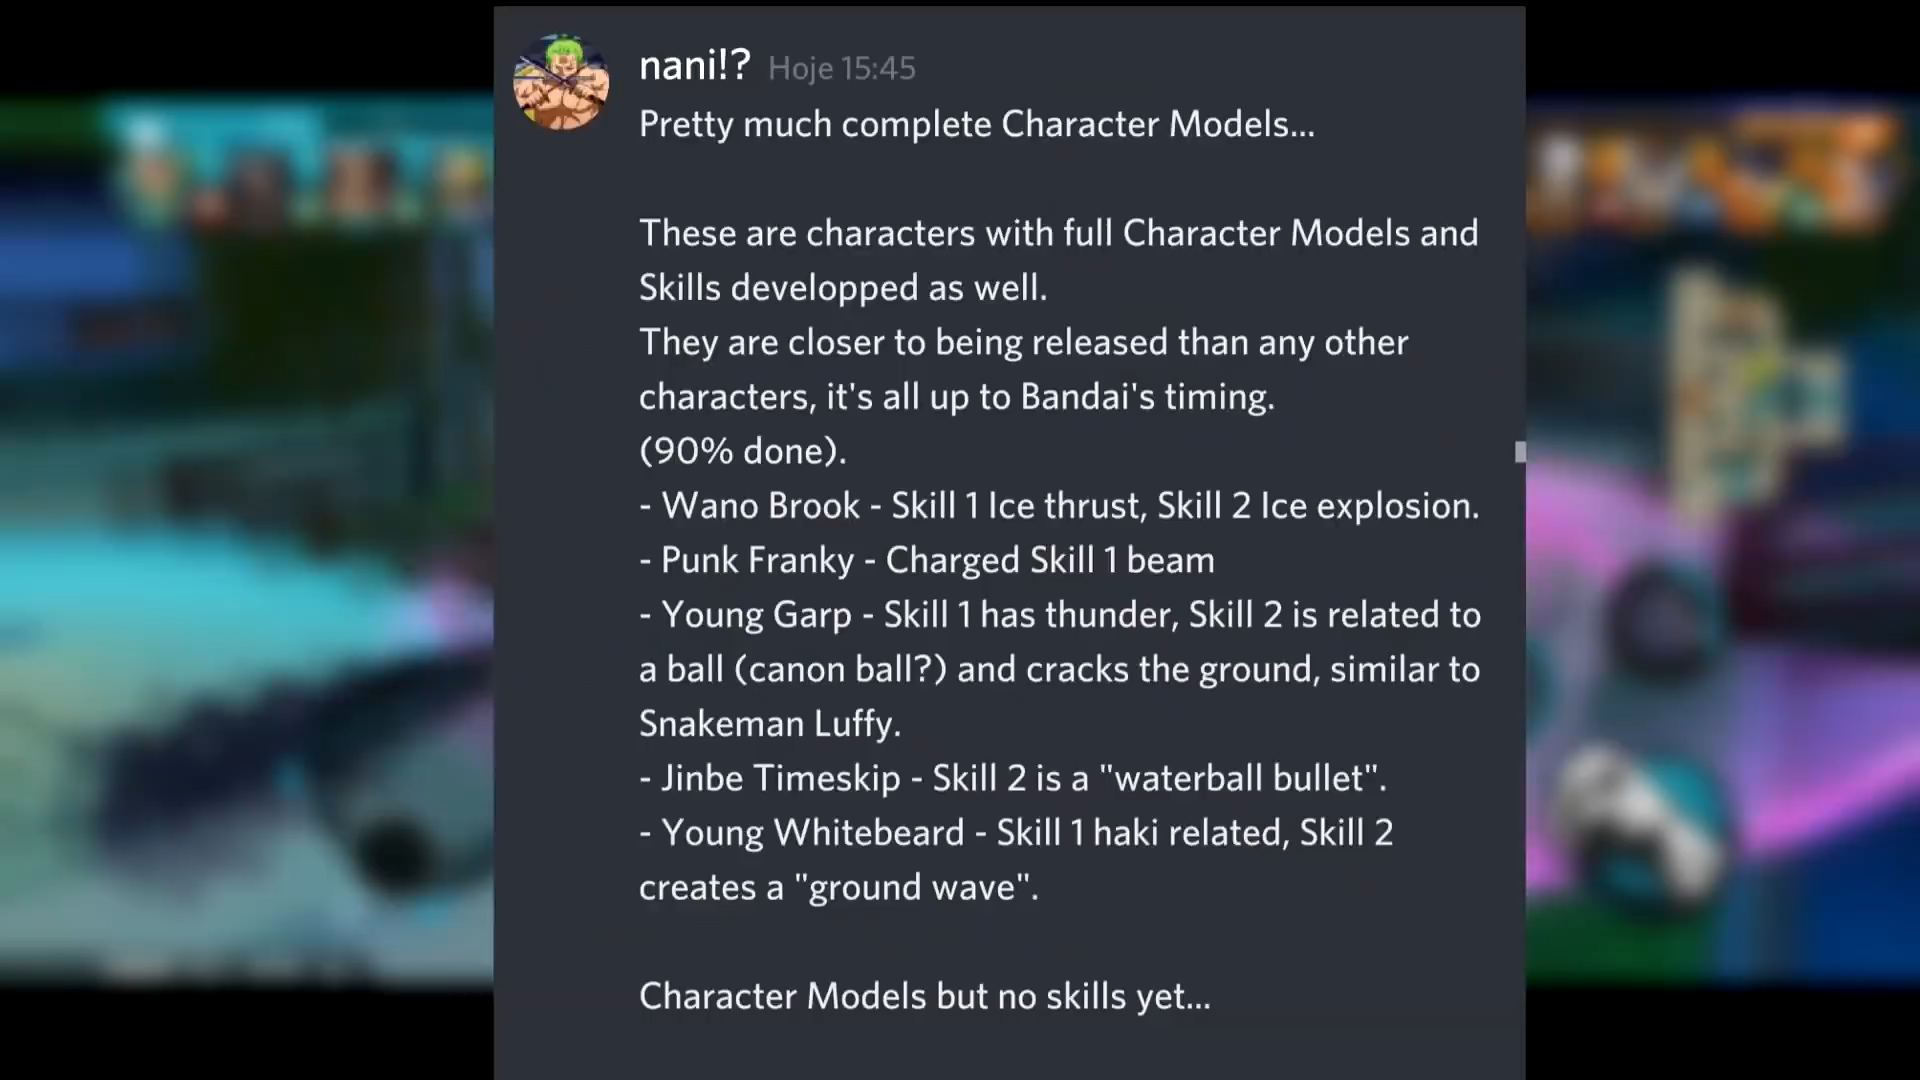 nani!? Hoje 15:45
Pretty much complete Character Models...
These are characters with full Character Models and
Skills developped as well.
They are closer to being released than any other
characters, it's all up to Bandai's timing.
(90% done).
- Wano Brook - Skill 1 Ice thrust, Skill 2 Ice explosion.
- Punk Franky - Charged Skill 1 beam
- Young Garp - Skill 1 has thunder, Skill 2 is related to
a ball (canon ball?) and cracks the ground, similar to
Snakeman Luffy.
- Jinbe Timeskip - Skill 2 is a "waterball bullet".
- Young Whitebeard - Skill 1 haki related, Skill 2
creates a "ground wave".
Character Models but no skills yet...